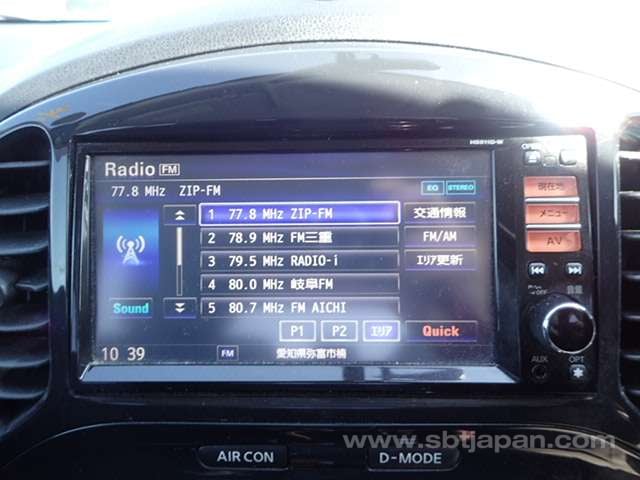 HS511D-W
Radio FM
77.8 MHz ZIP-FM EQ STEREO
1 77.8 MHz ZIP-FM
2 78.9 MHz FM三重
3 79.5 MHz RADIO-i
4 80.0 MHz 岐阜FM
5 80.7 MHz FM AICHI
交通情報
FM/AM
エリア更新
Sound
P1 P2 エリア Quick
10 39 FM 愛知県弥富市楠
現在地
メニュー
AV
音量
AUX OPT
AIR CON D-MODE
www.sbtjapan.com